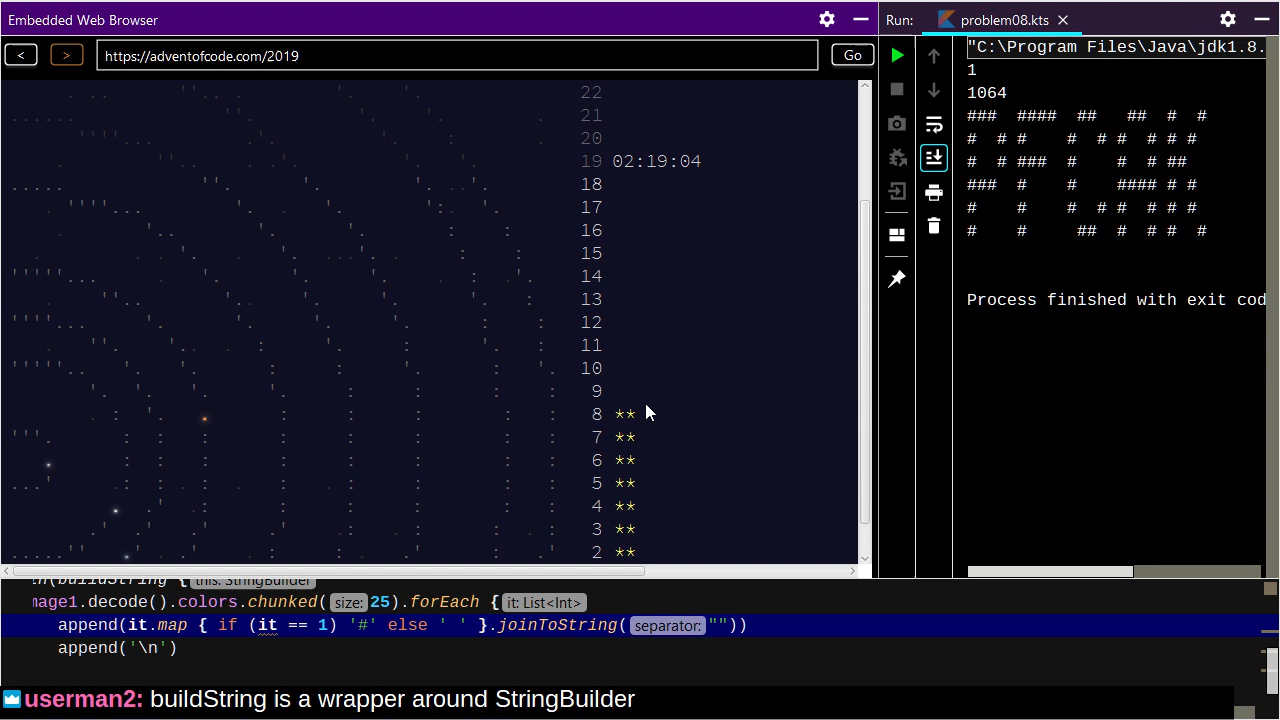 Embedded Web Browser
Run: problem08.kts
< > https://adventofcode.com/2019 Go
22
21
20
19 02:19:04
18
17
16
15
14
13
12
11
10
9
8 **
7 **
6 **
5 **
4 **
3 **
2 **
"C:\Program Files\Java\jdk1.8.
1
1064
###  ####  ##   ##  #  #
#  # #    #  # #  # # #
#  # ###  #    #  # ##
###  #    #    #### # #
#    #    #  # #  # # #
#    #     ##  #  # #  #
Process finished with exit cod
(buildString { this: StringBuilder
mage1.decode().colors.chunked( size: 25).forEach { it: List<Int>
append(it.map { if (it == 1) '#' else ' ' }.joinToString( separator: ""))
append('\n')
userman2: buildString is a wrapper around StringBuilder